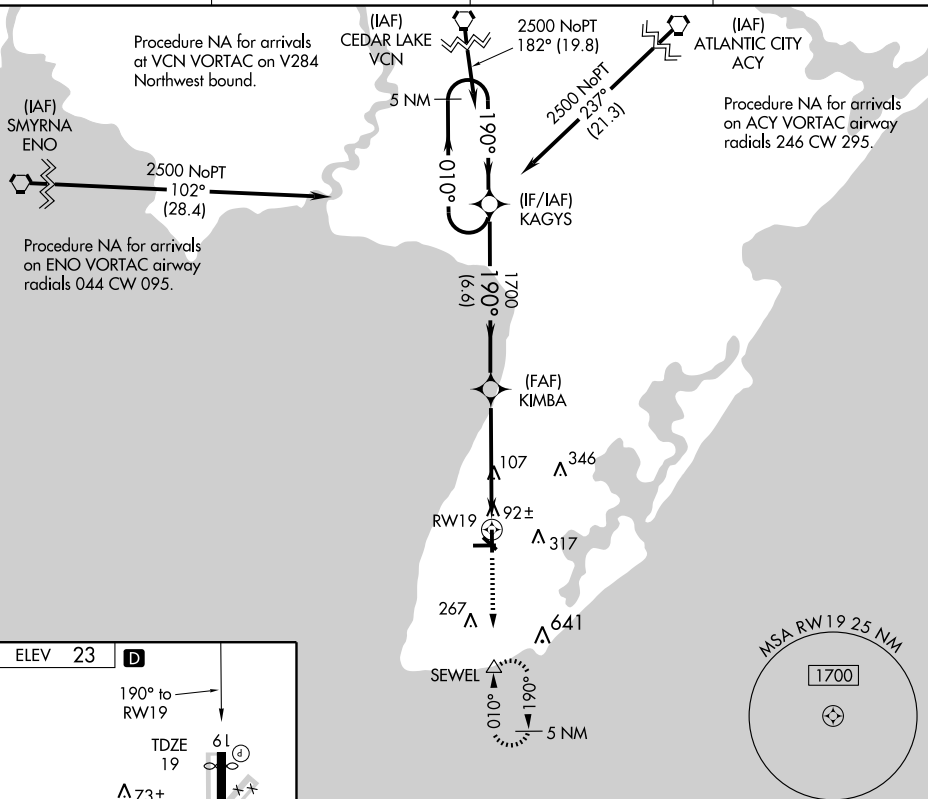 (IAF)
CEDAR LAKE
VCN
2500 NoPT
182° (19.8)
(IAF)
ATLANTIC CITY
ACY
Procedure NA for arrivals
at VCN VORTAC on V284
Northwest bound.
5 NM
2500 NoPT
237°
(21.3)
Procedure NA for arrivals
on ACY VORTAC airway
radials 246 CW 295.
(IAF)
SMYRNA
ENO
2500 NoPT
102°
(28.4)
190°
010°
(IF/IAF)
KAGYS
Procedure NA for arrivals
on ENO VORTAC airway
radials 044 CW 095.
1700
190°
(6.6)
(FAF)
KIMBA
107
346
RW19
92±
317
267
641
SEWEL
010°
190°
5 NM
MSA RW19 25 NM
1700
ELEV 23 D
190° to
RW19
TDZE
19
19
P
73±